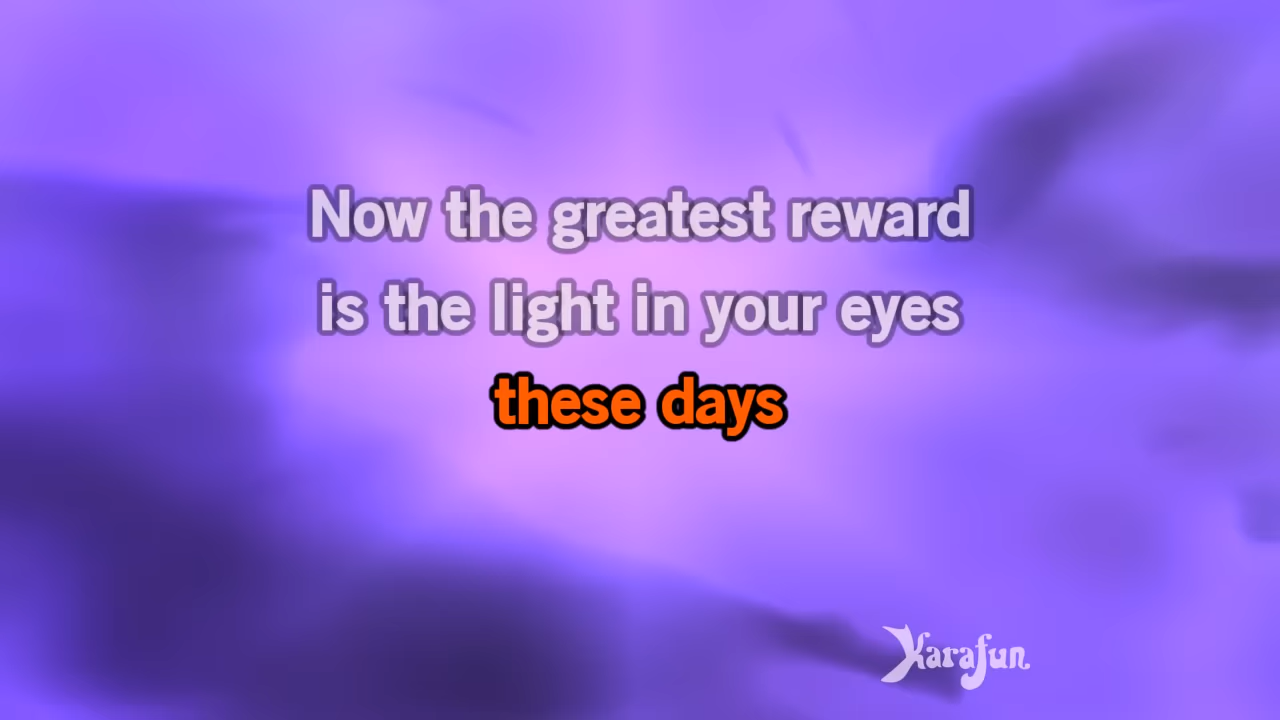 Now the greatest reward
is the light in your eyes
these days
Karafun